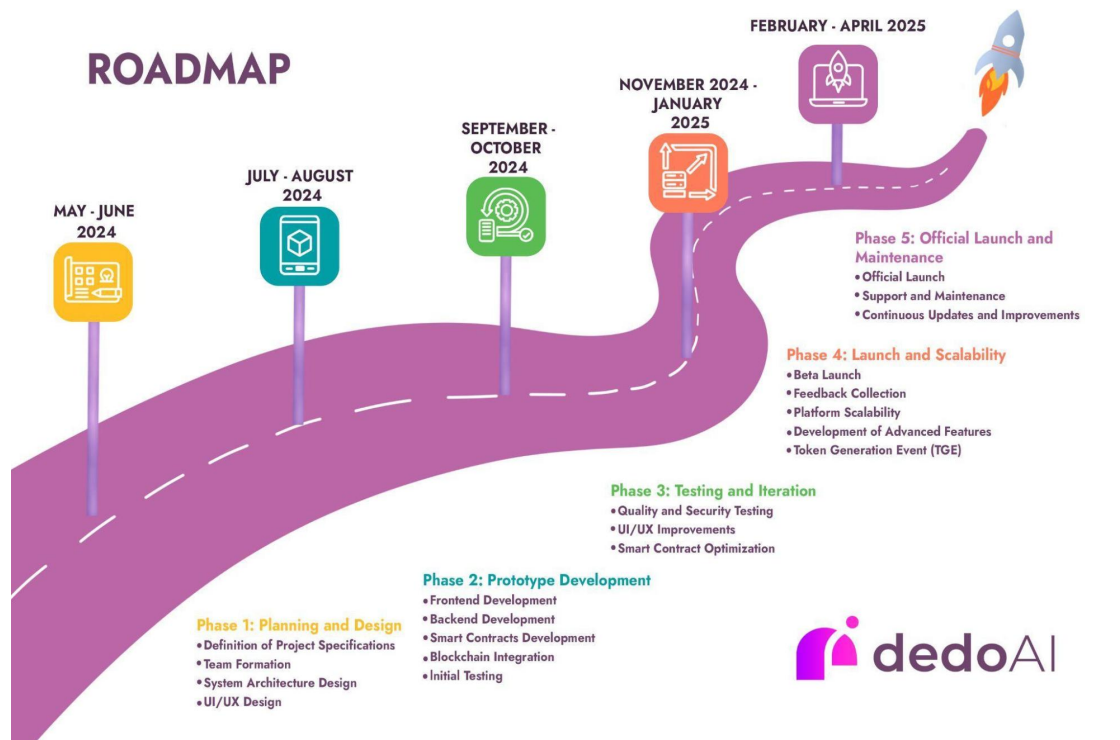 ROADMAP
MAY - JUNE
2024
JULY - AUGUST
2024
SEPTEMBER -
OCTOBER
2024
NOVEMBER 2024 -
JANUARY
2025
FEBRUARY - APRIL 2025
Phase 1: Planning and Design
• Definition of Project Specifications
• Team Formation
• System Architecture Design
• UI/UX Design
Phase 2: Prototype Development
• Frontend Development
• Backend Development
• Smart Contracts Development
• Blockchain Integration
• Initial Testing
Phase 3: Testing and Iteration
• Quality and Security Testing
• UI/UX Improvements
• Smart Contract Optimization
Phase 4: Launch and Scalability
• Beta Launch
• Feedback Collection
• Platform Scalability
• Development of Advanced Features
• Token Generation Event (TGE)
Phase 5: Official Launch and
Maintenance
• Official Launch
• Support and Maintenance
• Continuous Updates and Improvements
dedoAI